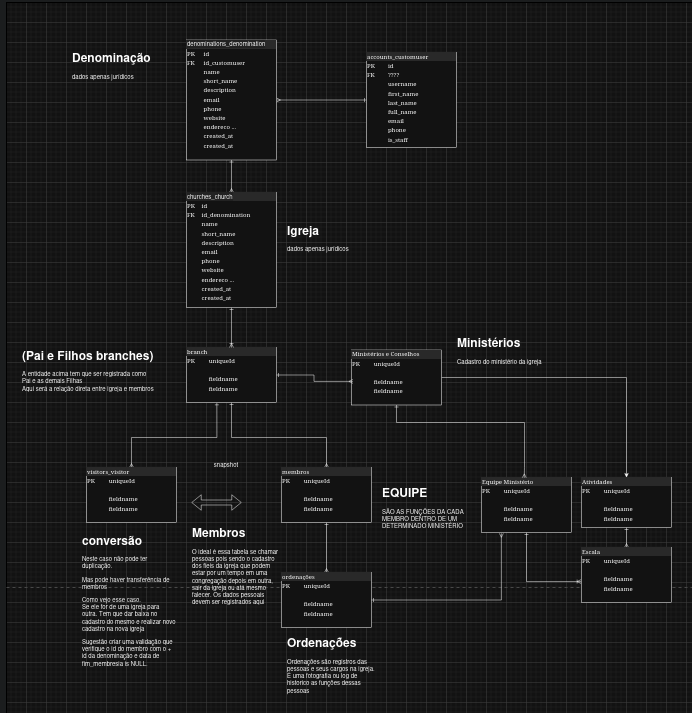 Denominação
dados apenas jurídicos
denominations_denomination
PK id
FK id_customuser
name
short_name
description
email
phone
website
endereco ...
created_at
created_at
accounts_customuser
PK id
FK ????
username
first_name
last_name
full_name
email
phone
is_staff
churches_church
PK id
FK id_denomination
name
short_name
description
email
phone
website
endereco ...
created_at
created_at
Igreja
dados apenas jurídicos
(Pai e Filhos branches)
A entidade acima tem que ser registrada como
Pai e as demais Filhas
Aqui será a relação direta entre igreja e membros
branch
PK uniqueId
fieldname
fieldname
Ministérios e Conselhos
PK uniqueId
fieldname
fieldname
Ministérios
Cadastro do ministério da igreja
visitors_visitor
PK uniqueId
fieldname
fieldname
snapshot
membros
PK uniqueId
fieldname
fieldname
EQUIPE
SÃO AS FUNÇÕES DA CADA
MEMBRO DENTRO DE UM
DETERMINADO MINISTÉRIO
Equipe Ministério
PK uniqueId
fieldname
fieldname
Atividades
PK uniqueId
fieldname
fieldname
Escala
PK uniqueId
fieldname
fieldname
conversão
Neste caso não pode ter
duplicação.
Mas pode haver transferência de
membros
Como vejo esse caso.
Se ele for de uma igreja para
outra. Tem que dar baixa no
cadastro do mesmo e realizar novo
cadastro na nova igreja
Sugestão criar uma validação que
verifique o id do membro com o +
id da denominação e data de
fim_membresia is NULL.
Membros
O ideal é essa tabela se chamar
pessoas pois sendo o cadastro
dos fieis da igreja que podem
estar por um tempo em uma
congregação depois em outra,
sair da igreja ou até mesmo
falecer. Os dados pessoais
devem ser registrados aqui
ordenações
PK uniqueId
fieldname
fieldname
Ordenações
Ordenações são registros das
pessoas e seus cargos na igreja.
É uma fotografia ou log de
historico as funções dessas
pessoas